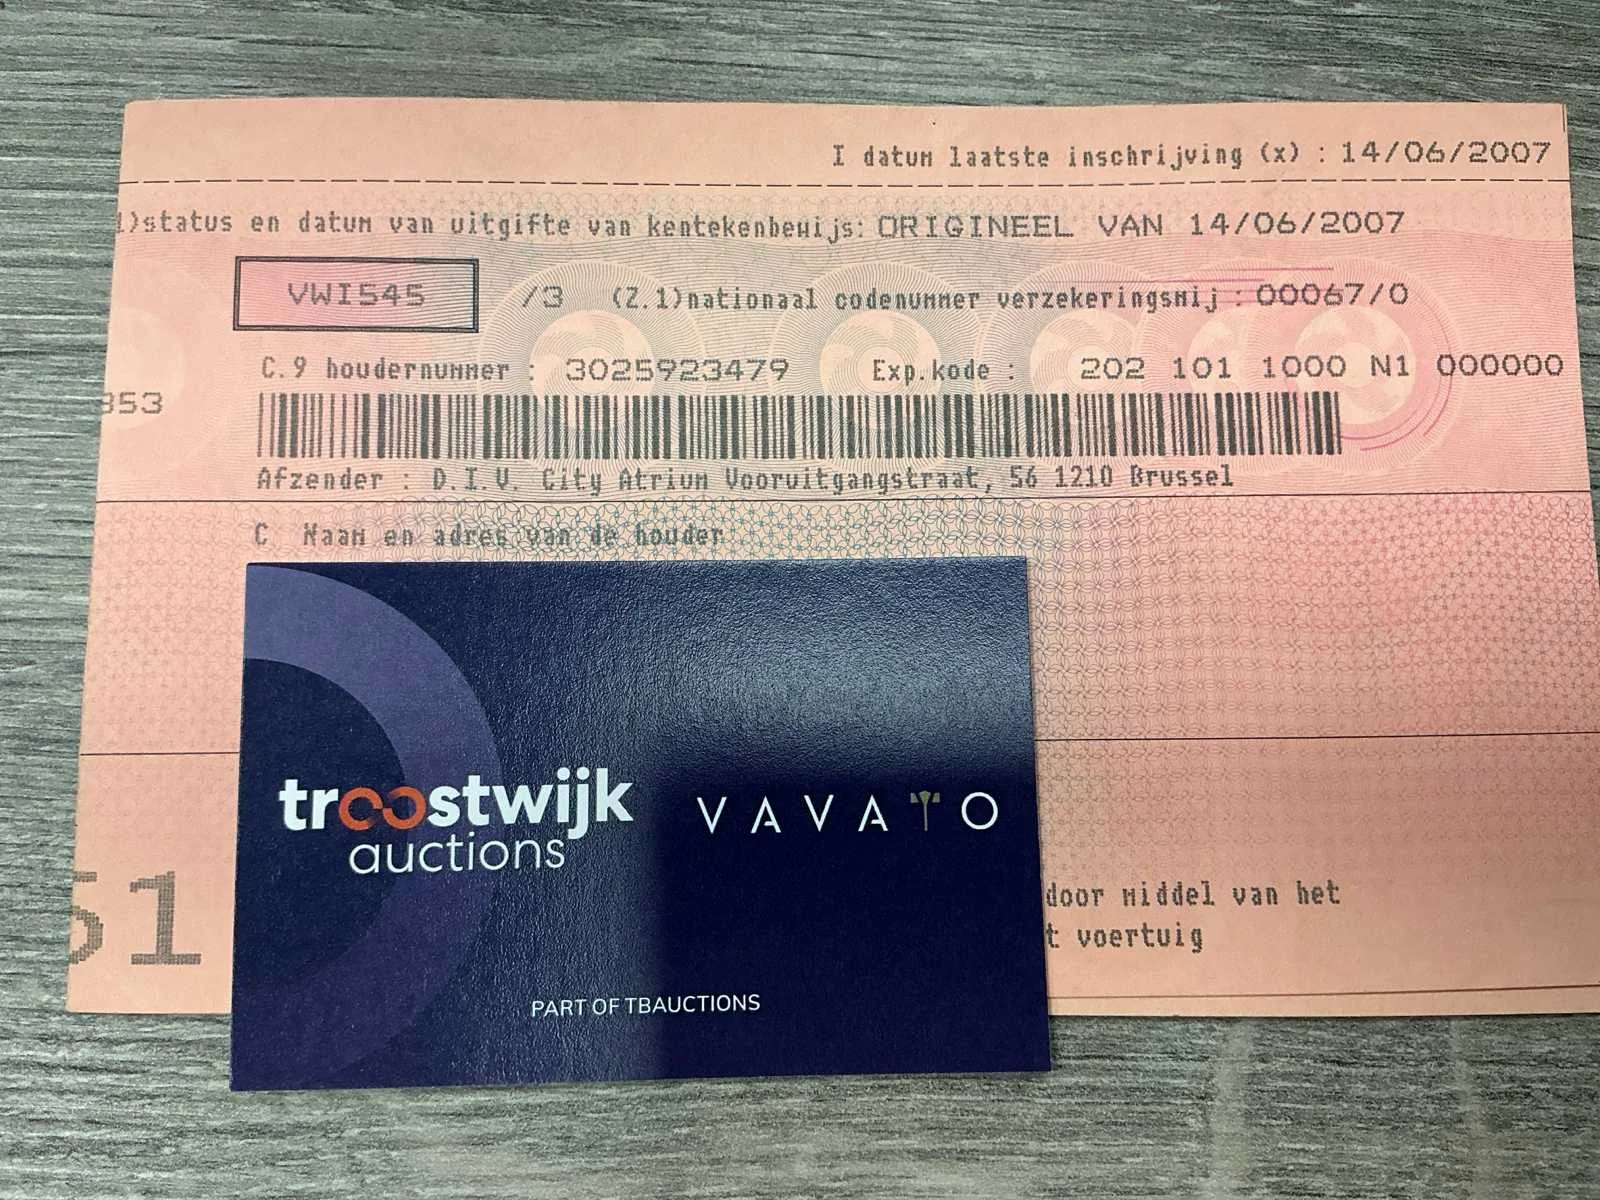 I datum laatste inschrijving (x) : 14/06/2007
1)status en datum van uitgifte van kentekenbewijs: ORIGINEEL VAN 14/06/2007
VWI545 /3 (Z.1)nationaal codenummer verzekeringsmij : 00067/0
C.9 houdernummer : 3025923479 Exp.kode : 202 101 1000 N1 000000
853
Afzender : D.I.V. City Atrium Vooruitgangstraat, 56 1210 Brussel
C Naam en adres van de houder
troostwijk
auctions
VAVATO
door middel van het
t voertuig
51
PART OF TBAUCTIONS